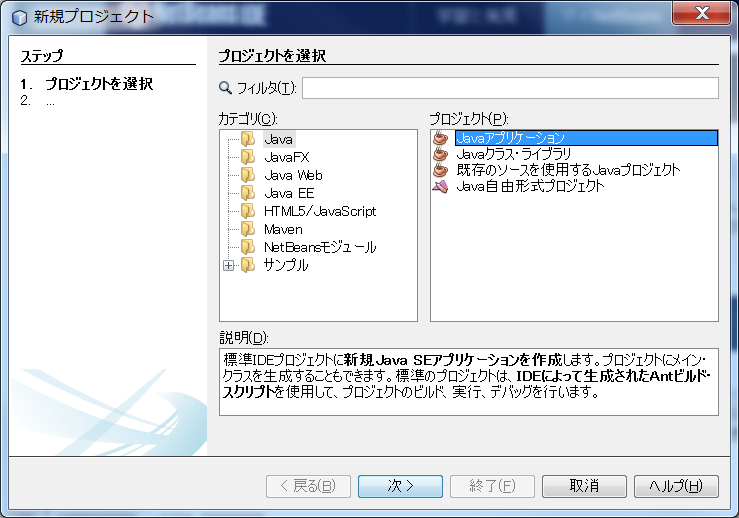 新規プロジェクト
ステップ
1. プロジェクトを選択
2. ...
プロジェクトを選択
フィルタ(I):
カテゴリ(C):
Java
JavaFX
Java Web
Java EE
HTML5/JavaScript
Maven
NetBeansモジュール
サンプル
プロジェクト(P):
Javaアプリケーション
Javaクラス・ライブラリ
既存のソースを使用するJavaプロジェクト
Java自由形式プロジェクト
説明(D):
標準IDEプロジェクトに新規Java SEアプリケーションを作成します。プロジェクトにメイン・
クラスを生成することもできます。標準のプロジェクトは、IDEによって生成されたAntビルド・
スクリプトを使用して、プロジェクトのビルド、実行、デバッグを行います。
< 戻る(B)
次 >
終了(F)
取消
ヘルプ(H)